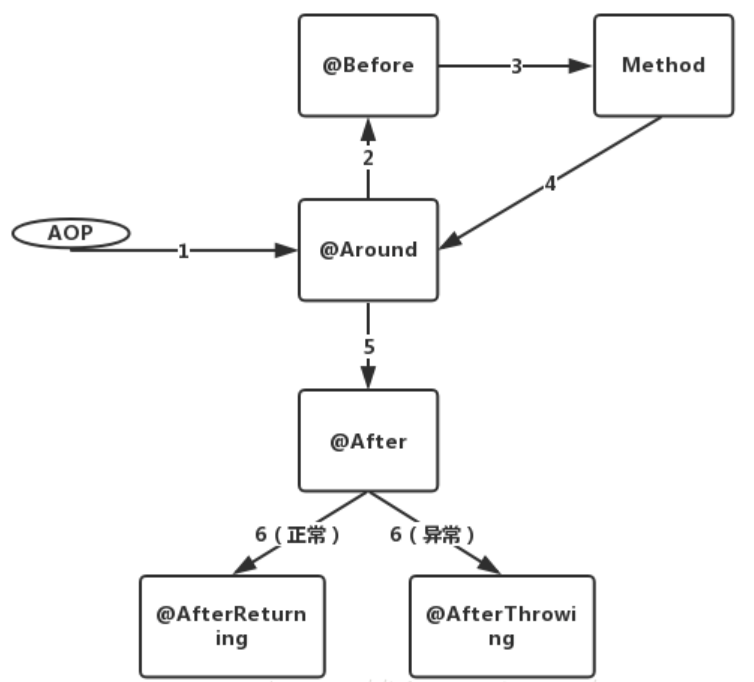 @Before
3
Method
2
4
AOP
1
@Around
5
@After
6（正常）
6（异常）
@AfterReturn
ing
@AfterThrowi
ng